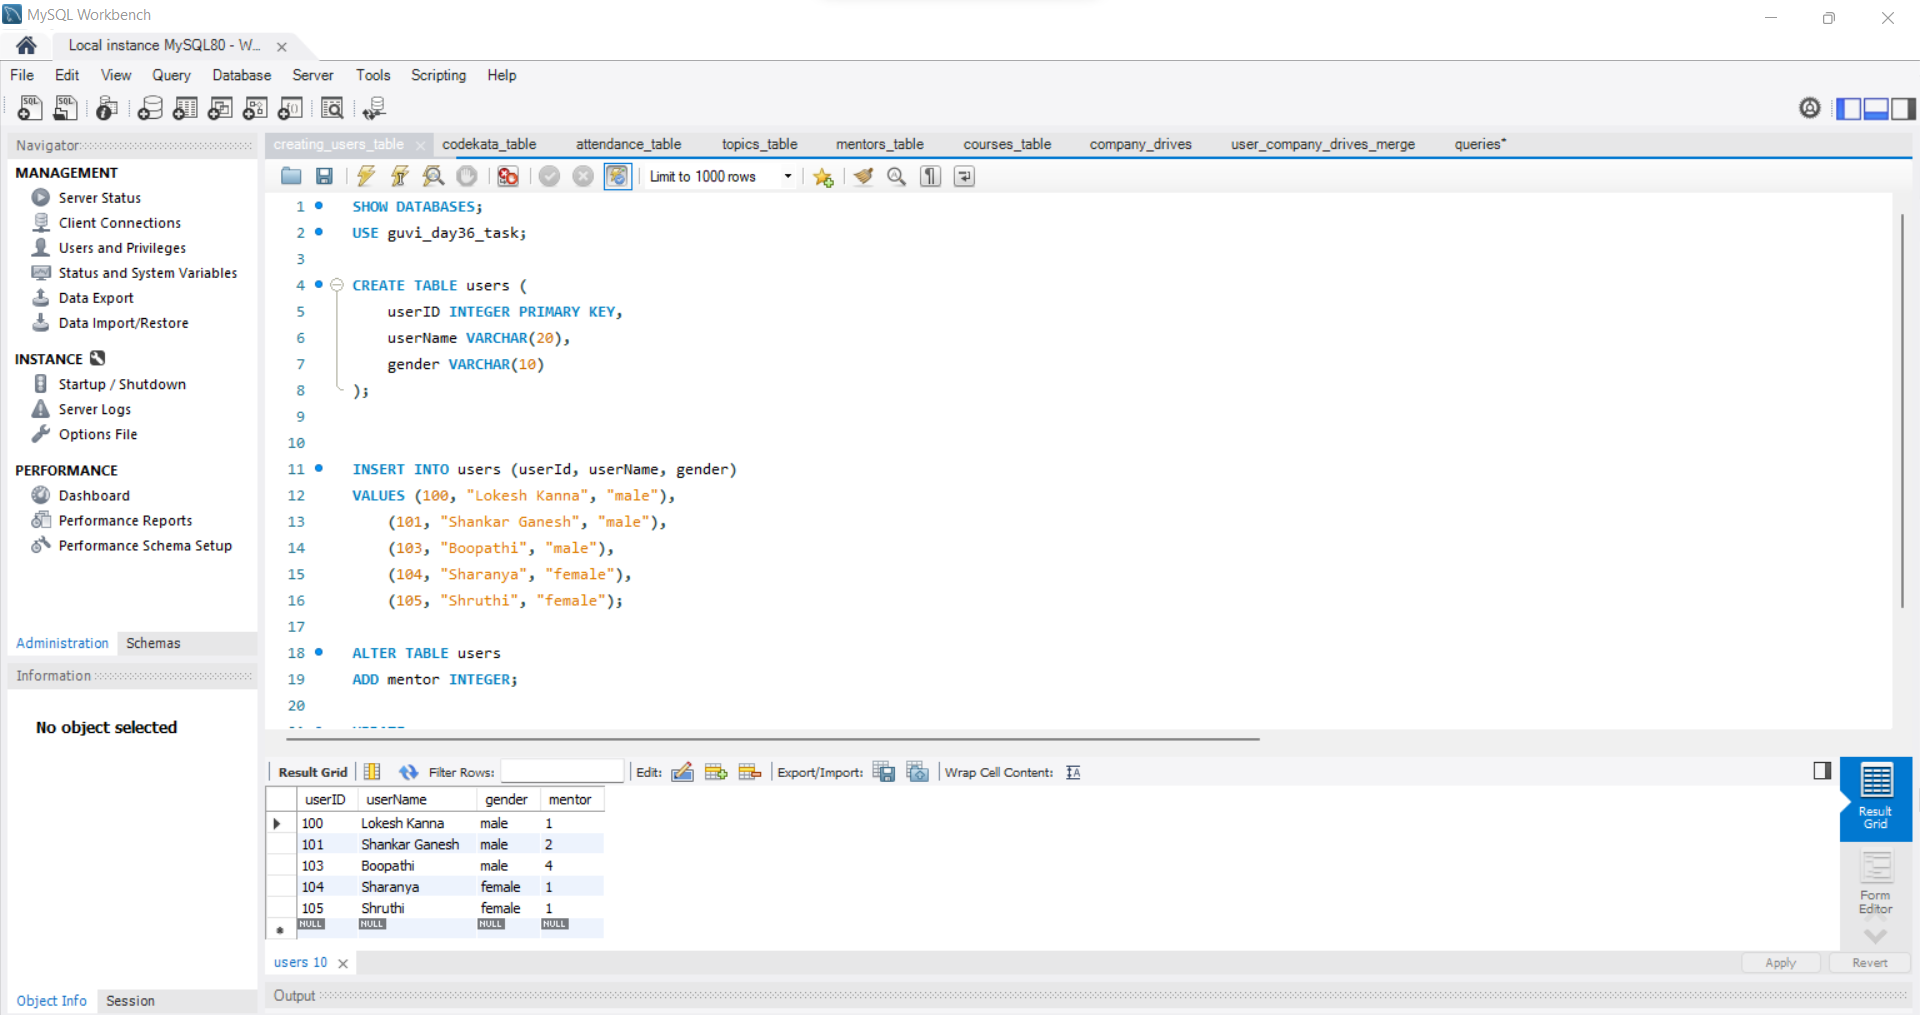 MySQL Workbench
Local instance MySQL80 - W...
File Edit View Query Database Server Tools Scripting Help
Navigator
MANAGEMENT
Server Status
Client Connections
Users and Privileges
Status and System Variables
Data Export
Data Import/Restore
INSTANCE
Startup / Shutdown
Server Logs
Options File
PERFORMANCE
Dashboard
Performance Reports
Performance Schema Setup
Administration Schemas
Information
No object selected
Object Info Session
creating_users_table codekata_table attendance_table topics_table mentors_table courses_table company_drives user_company_drives_merge queries*
Limit to 1000 rows
1 SHOW DATABASES;
2 USE guvi_day36_task;
3
4 CREATE TABLE users (
5 userID INTEGER PRIMARY KEY,
6 userName VARCHAR(20),
7 gender VARCHAR(10)
8 );
9
10
11 INSERT INTO users (userId, userName, gender)
12 VALUES (100, "Lokesh Kanna", "male"),
13 (101, "Shankar Ganesh", "male"),
14 (103, "Boopathi", "male"),
15 (104, "Sharanya", "female"),
16 (105, "Shruthi", "female");
17
18 ALTER TABLE users
19 ADD mentor INTEGER;
20
Result Grid Filter Rows: Edit: Export/Import: Wrap Cell Content:
userID userName gender mentor
100 Lokesh Kanna male 1
101 Shankar Ganesh male 2
103 Boopathi male 4
104 Sharanya female 1
105 Shruthi female 1
NULL NULL NULL NULL
Result
Grid
Form
Editor
users 10
Apply Revert
Output